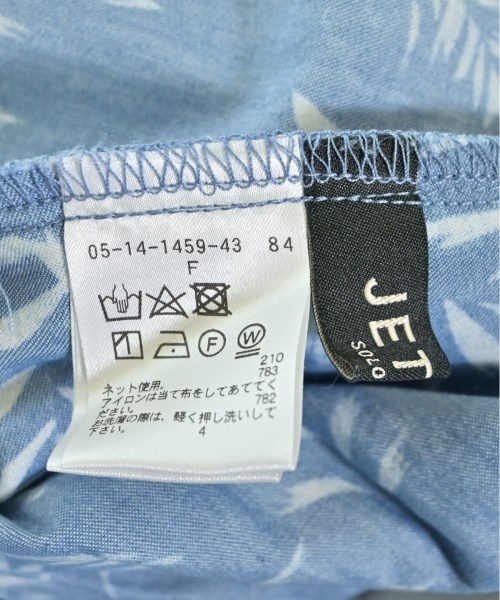 05-14-1459-43 84
F
F W
210
783
ネット使用。
アイロンは当て布をしてあててく
782
ださい。
お洗濯の際は、軽く押し洗いして
下さい。 4
JET